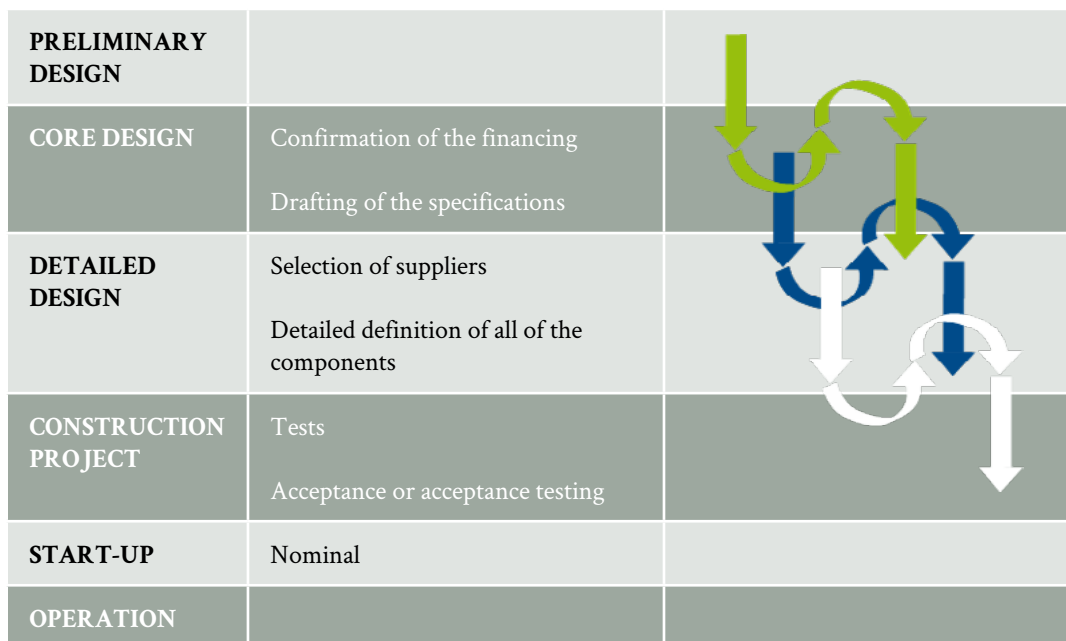 PRELIMINARY
DESIGN
CORE DESIGN
Confirmation of the financing
Drafting of the specifications
DETAILED
DESIGN
Selection of suppliers
Detailed definition of all of the
components
CONSTRUCTION
PROJECT
Tests
Acceptance or acceptance testing
START-UP
Nominal
OPERATION